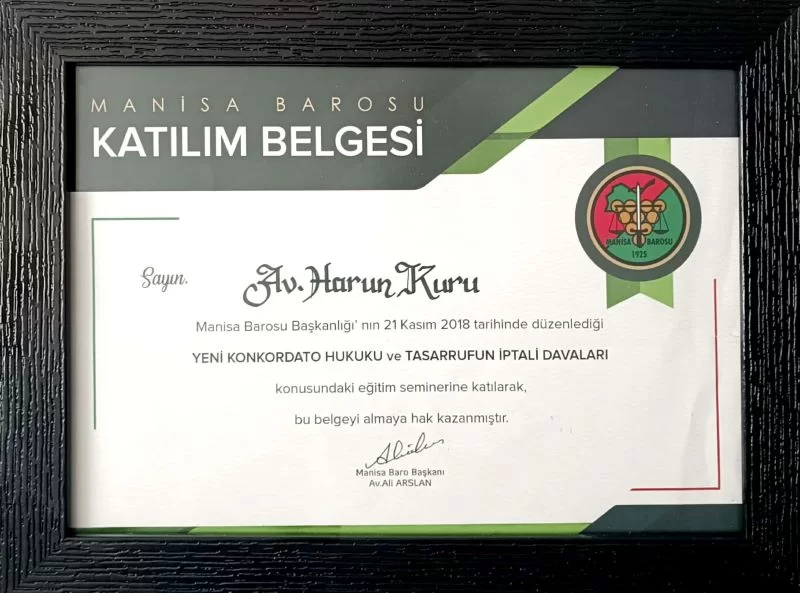 MANİSA BAROSU
KATILIM BELGESİ
MANİSA BAROSU
1925
Sayın.
Av. Harun Kuru
Manisa Barosu Başkanlığı' nın 21 Kasım 2018 tarihinde düzenlediği
YENİ KONKORDATO HUKUKU ve TASARRUFUN İPTALİ DAVALARI
konusundaki eğitim seminerine katılarak,
bu belgeyi almaya hak kazanmıştır.
Manisa Baro Başkanı
Av.Ali ARSLAN